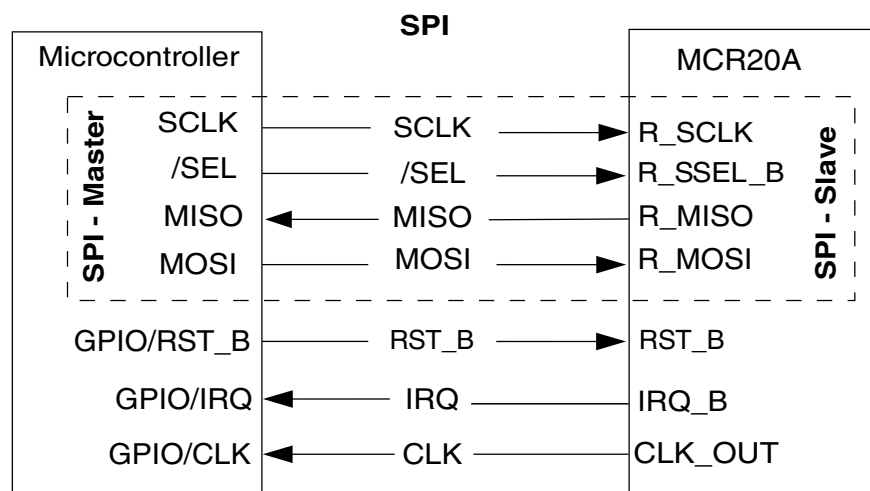 SPI
Microcontroller
MCR20A
SPI - Master
SPI - Slave
SCLK SCLK R_SCLK
/SEL /SEL R_SSEL_B
MISO MISO R_MISO
MOSI MOSI R_MOSI
GPIO/RST_B RST_B RST_B
GPIO/IRQ IRQ IRQ_B
GPIO/CLK CLK CLK_OUT